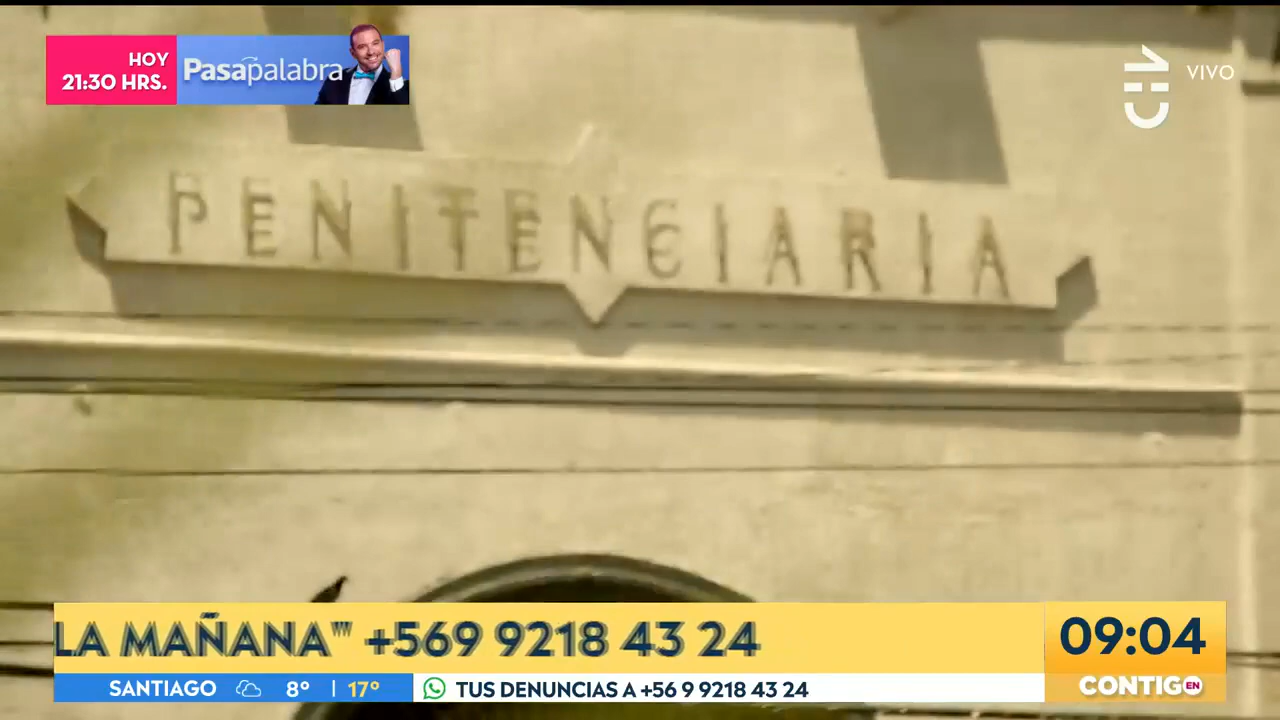 HOY
21:30 HRS.
Pasapalabra
CHV
VIVO
PENITENCIARIA
LA MAÑANA"" +569 9218 43 24
09:04
SANTIAGO 8° | 17°
TUS DENUNCIAS A +56 9 9218 43 24
CONTIGO EN